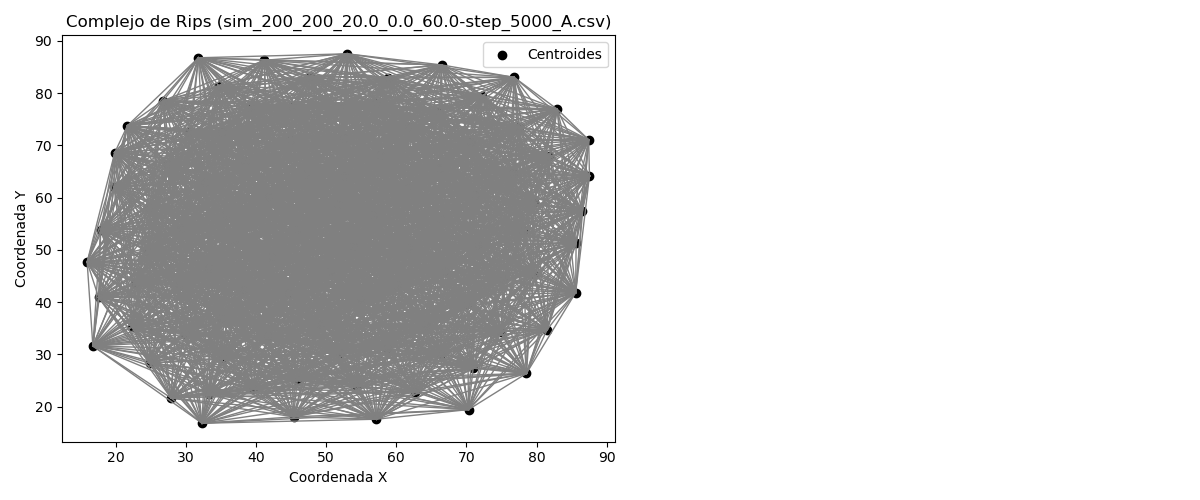 Complejo de Rips (sim_200_200_20.0_0.0_60.0-step_5000_A.csv)
Centroides
Coordenada Y
90
80
70
60
50
40
30
20
20 30 40 50 60 70 80 90
Coordenada X